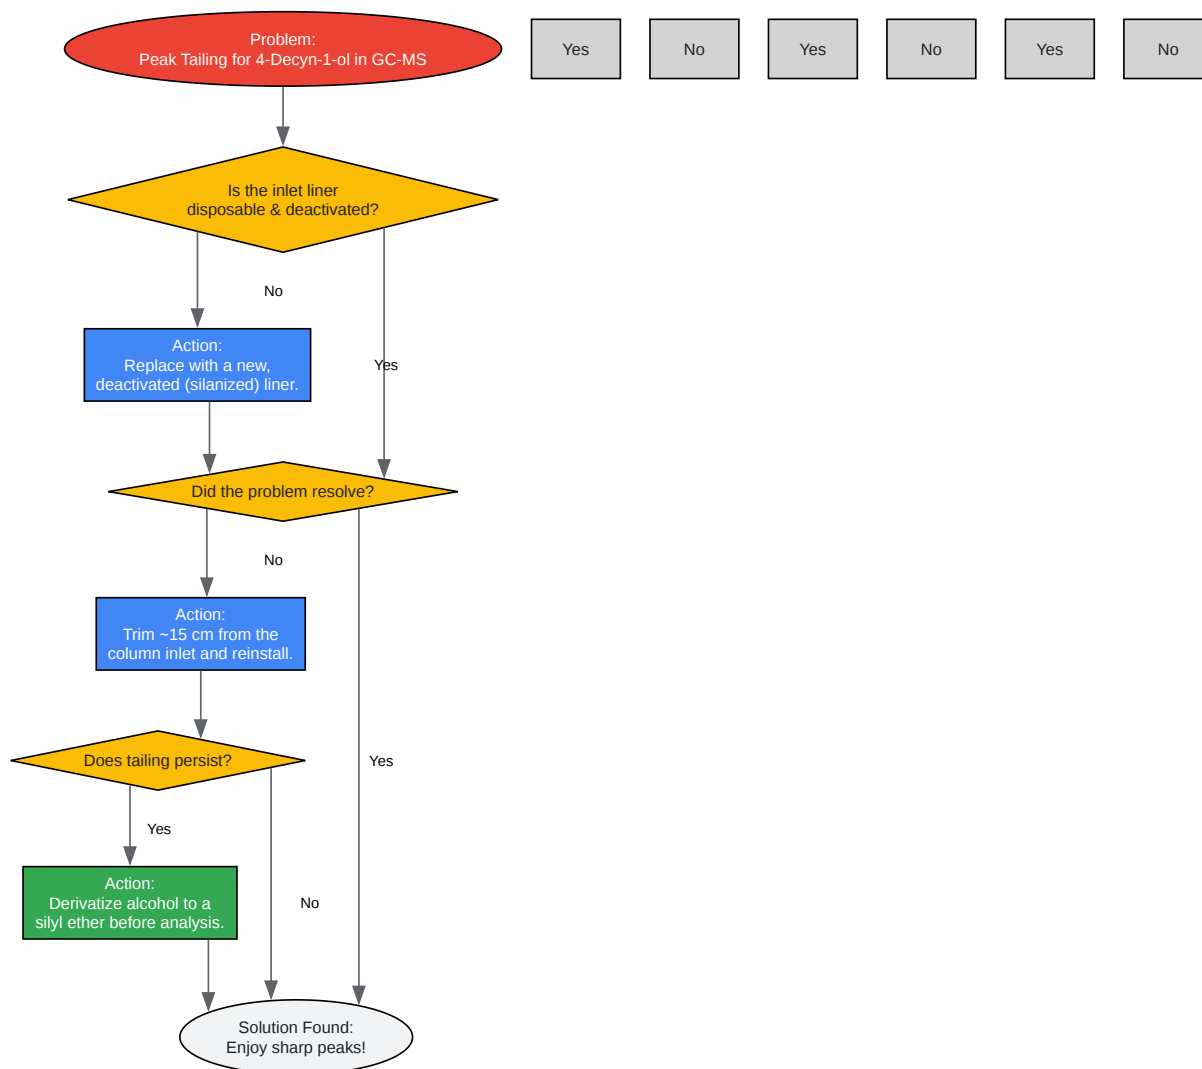 Problem:
Peak Tailing for 4-Decyn-1-ol in GC-MS
Yes
No
Yes
No
Yes
No
Is the inlet liner
disposable & deactivated?
No
Action:
Replace with a new,
deactivated (silanized) liner.
Yes
Did the problem resolve?
No
Action:
Trim ~15 cm from the
column inlet and reinstall.
Does tailing persist?
Yes
Yes
Action:
Derivatize alcohol to a
silyl ether before analysis.
No
Solution Found:
Enjoy sharp peaks!